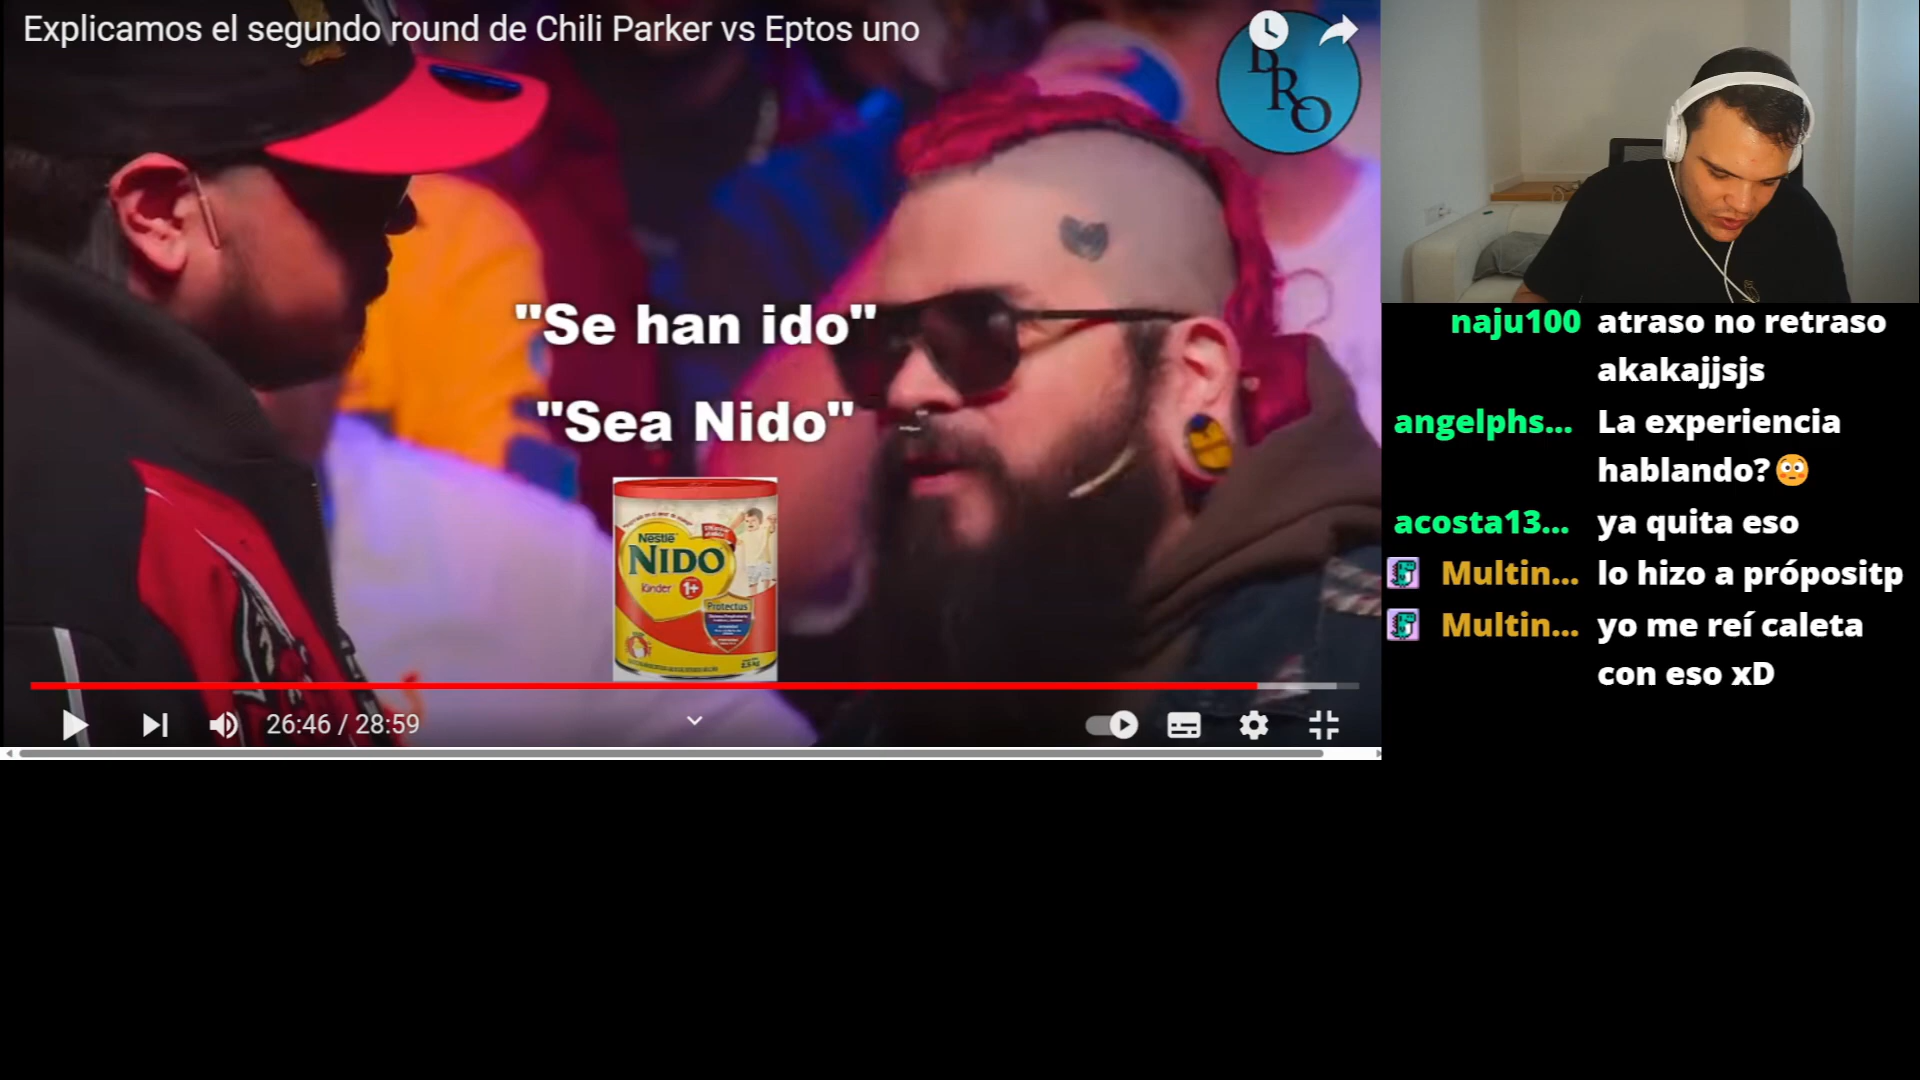 Explicamos el segundo round de Chili Parker vs Eptos uno
BRO
"Se han ido"
"Sea Nido"
Nestlé
NIDO
Kinder 1+
Protectus
26:46 / 28:59
naju100 atraso no retraso
akakajjsjs
angelphs... La experiencia
hablando?😳
acosta13... ya quita eso
Multin... lo hizo a própositp
Multin... yo me reí caleta
con eso xD